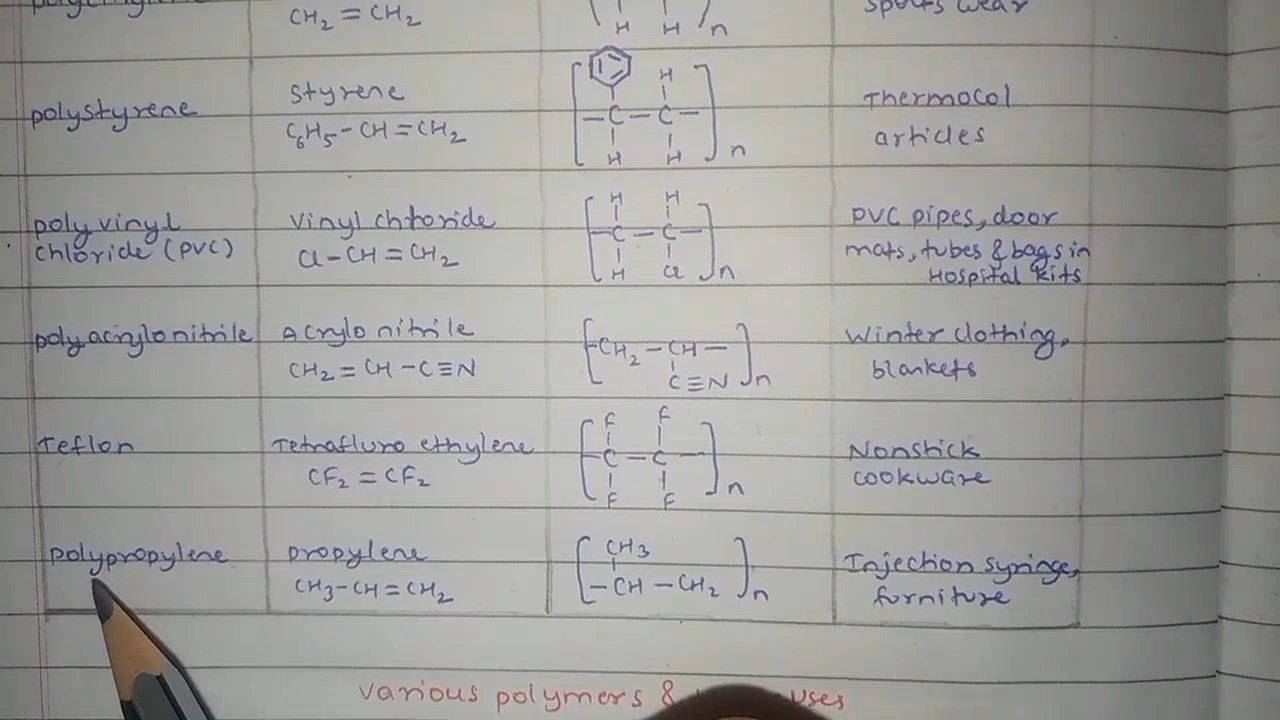 CH2 = CH2
H H n
sports wear
polystyrene
styrene
C6H5-CH=CH2
H
-C-C-
H H n
Thermocol
articles
poly vinyl
chloride (PVC)
vinyl chloride
Cl-CH=CH2
H H
-C-C-
H Cl n
PVC pipes, door
mats, tubes & bags in
Hospital kits
polyacrylonitrile
Acrylo nitrile
CH2=CH-C≡N
CH2-CH-
C≡N n
Winter clothing,
blankets
Teflon
Tetrafluro ethylene
CF2=CF2
F F
-C-C-
F F n
Nonstick
cookware
polypropylene
propylene
CH3-CH=CH2
CH3
-CH-CH2 n
Injection syringe,
furniture
various polymers & uses